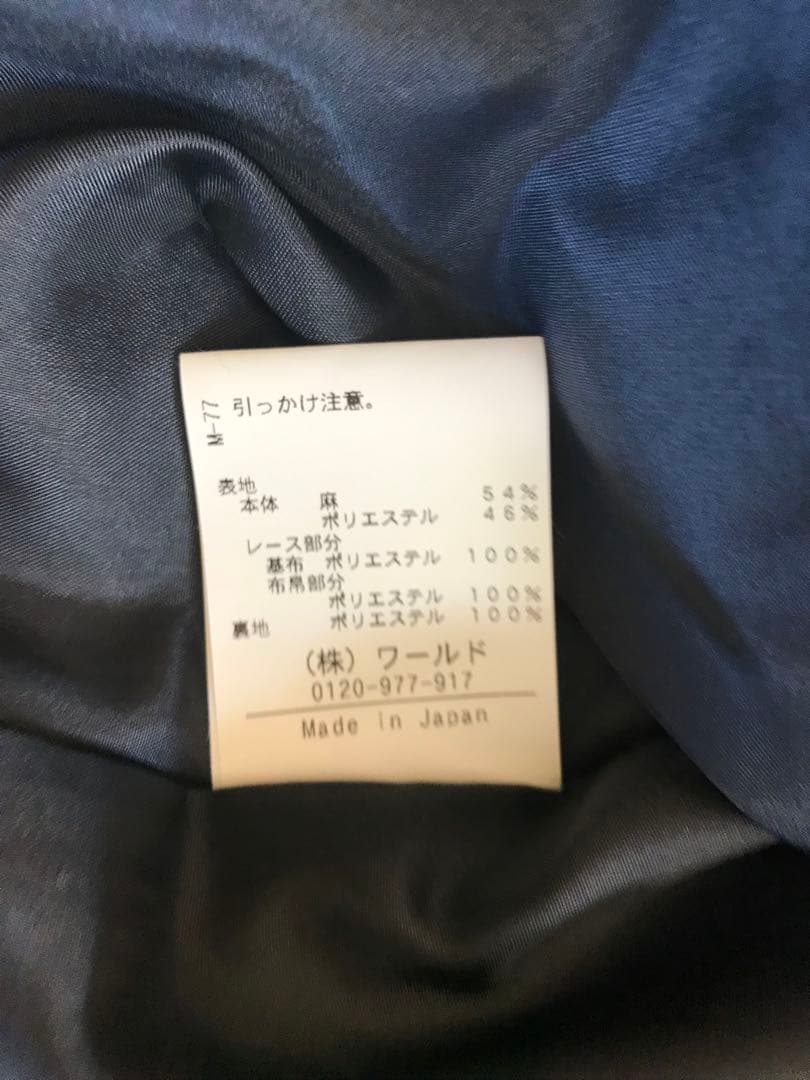 M-77
引っかけ注意。
表地
本体 麻 54%
ポリエステル 46%
レース部分
基布 ポリエステル 100%
布帛部分
ポリエステル 100%
裏地 ポリエステル 100%
(株) ワールド
0120-977-917
Made in Japan